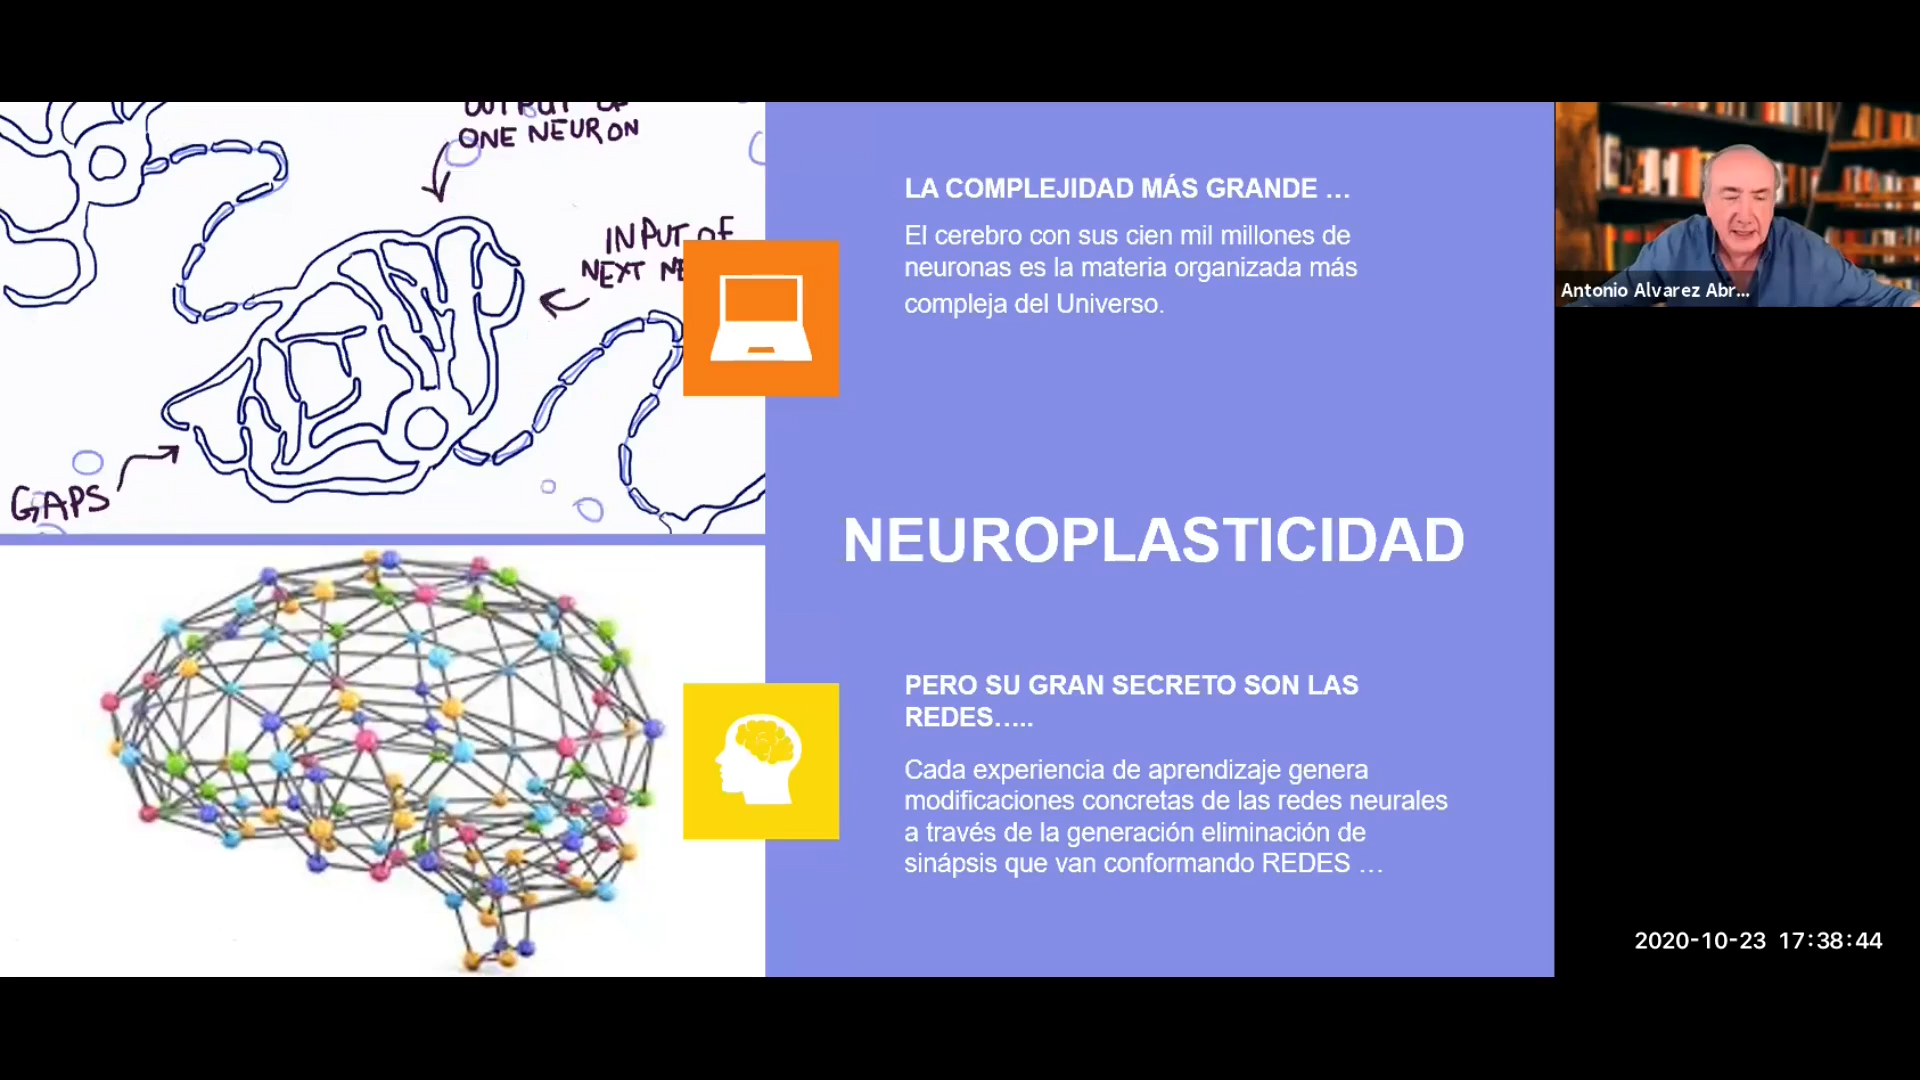 OUTPUT OF
ONE NEURON
INPUT OF
NEXT
GAPS
LA COMPLEJIDAD MÁS GRANDE …
El cerebro con sus cien mil millones de
neuronas es la materia organizada más
compleja del Universo.
NEUROPLASTICIDAD
PERO SU GRAN SECRETO SON LAS
REDES…..
Cada experiencia de aprendizaje genera
modificaciones concretas de las redes neurales
a través de la generación eliminación de
sinápsis que van conformando REDES …
Antonio Alvarez Abr...
2020-10-23 17:38:44